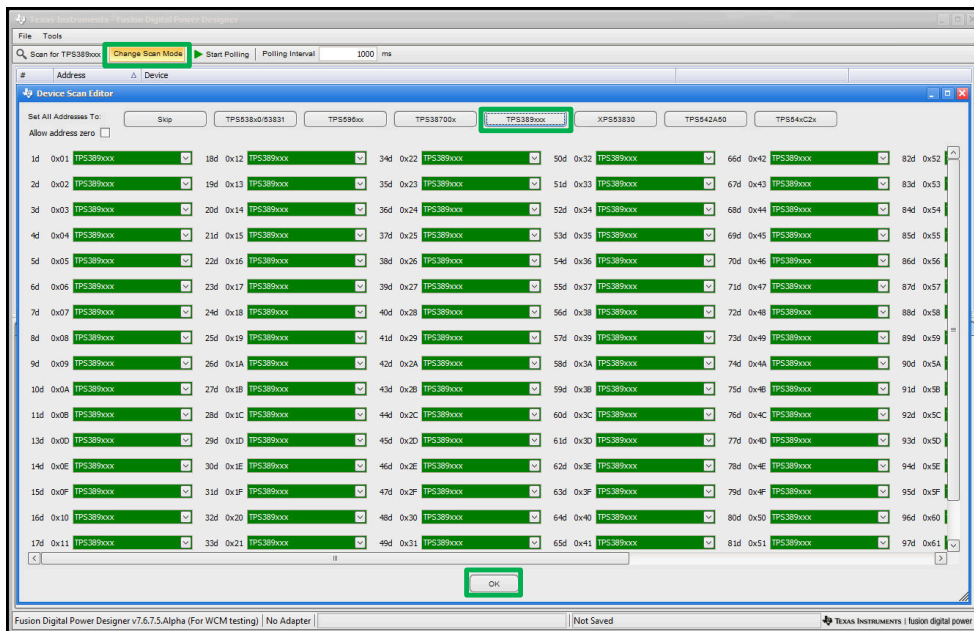 Texas Instruments - Fusion Digital Power Designer
File Tools
Scan for TPS389xxx Change Scan Mode Start Polling Polling Interval 1000 ms
# Address Device
Device Scan Editor
Set All Addresses To: Skip TPS538x0/53831 TPS596xx TPS38700x TPS389xxx XPS53830 TPS542A50 TPS54xC2x
Allow address zero
1d 0x01 TPS389xxx 18d 0x12 TPS389xxx 34d 0x22 TPS389xxx 50d 0x32 TPS389xxx 66d 0x42 TPS389xxx 82d 0x52
2d 0x02 TPS389xxx 19d 0x13 TPS389xxx 35d 0x23 TPS389xxx 51d 0x33 TPS389xxx 67d 0x43 TPS389xxx 83d 0x53
3d 0x03 TPS389xxx 20d 0x14 TPS389xxx 36d 0x24 TPS389xxx 52d 0x34 TPS389xxx 68d 0x44 TPS389xxx 84d 0x54
4d 0x04 TPS389xxx 21d 0x15 TPS389xxx 37d 0x25 TPS389xxx 53d 0x35 TPS389xxx 69d 0x45 TPS389xxx 85d 0x55
5d 0x05 TPS389xxx 22d 0x16 TPS389xxx 38d 0x26 TPS389xxx 54d 0x36 TPS389xxx 70d 0x46 TPS389xxx 86d 0x56
6d 0x06 TPS389xxx 23d 0x17 TPS389xxx 39d 0x27 TPS389xxx 55d 0x37 TPS389xxx 71d 0x47 TPS389xxx 87d 0x57
7d 0x07 TPS389xxx 24d 0x18 TPS389xxx 40d 0x28 TPS389xxx 56d 0x38 TPS389xxx 72d 0x48 TPS389xxx 88d 0x58
8d 0x08 TPS389xxx 25d 0x19 TPS389xxx 41d 0x29 TPS389xxx 57d 0x39 TPS389xxx 73d 0x49 TPS389xxx 89d 0x59
9d 0x09 TPS389xxx 26d 0x1A TPS389xxx 42d 0x2A TPS389xxx 58d 0x3A TPS389xxx 74d 0x4A TPS389xxx 90d 0x5A
10d 0x0A TPS389xxx 27d 0x1B TPS389xxx 43d 0x2B TPS389xxx 59d 0x3B TPS389xxx 75d 0x4B TPS389xxx 91d 0x5B
11d 0x0B TPS389xxx 28d 0x1C TPS389xxx 44d 0x2C TPS389xxx 60d 0x3C TPS389xxx 76d 0x4C TPS389xxx 92d 0x5C
13d 0x0D TPS389xxx 29d 0x1D TPS389xxx 45d 0x2D TPS389xxx 61d 0x3D TPS389xxx 77d 0x4D TPS389xxx 93d 0x5D
14d 0x0E TPS389xxx 30d 0x1E TPS389xxx 46d 0x2E TPS389xxx 62d 0x3E TPS389xxx 78d 0x4E TPS389xxx 94d 0x5E
15d 0x0F TPS389xxx 31d 0x1F TPS389xxx 47d 0x2F TPS389xxx 63d 0x3F TPS389xxx 79d 0x4F TPS389xxx 95d 0x5F
16d 0x10 TPS389xxx 32d 0x20 TPS389xxx 48d 0x30 TPS389xxx 64d 0x40 TPS389xxx 80d 0x50 TPS389xxx 96d 0x60
17d 0x11 TPS389xxx 33d 0x21 TPS389xxx 49d 0x31 TPS389xxx 65d 0x41 TPS389xxx 81d 0x51 TPS389xxx 97d 0x61
OK
Fusion Digital Power Designer v7.6.7.5.Alpha (For WCM testing) No Adapter Not Saved TEXAS INSTRUMENTS | fusion digital power